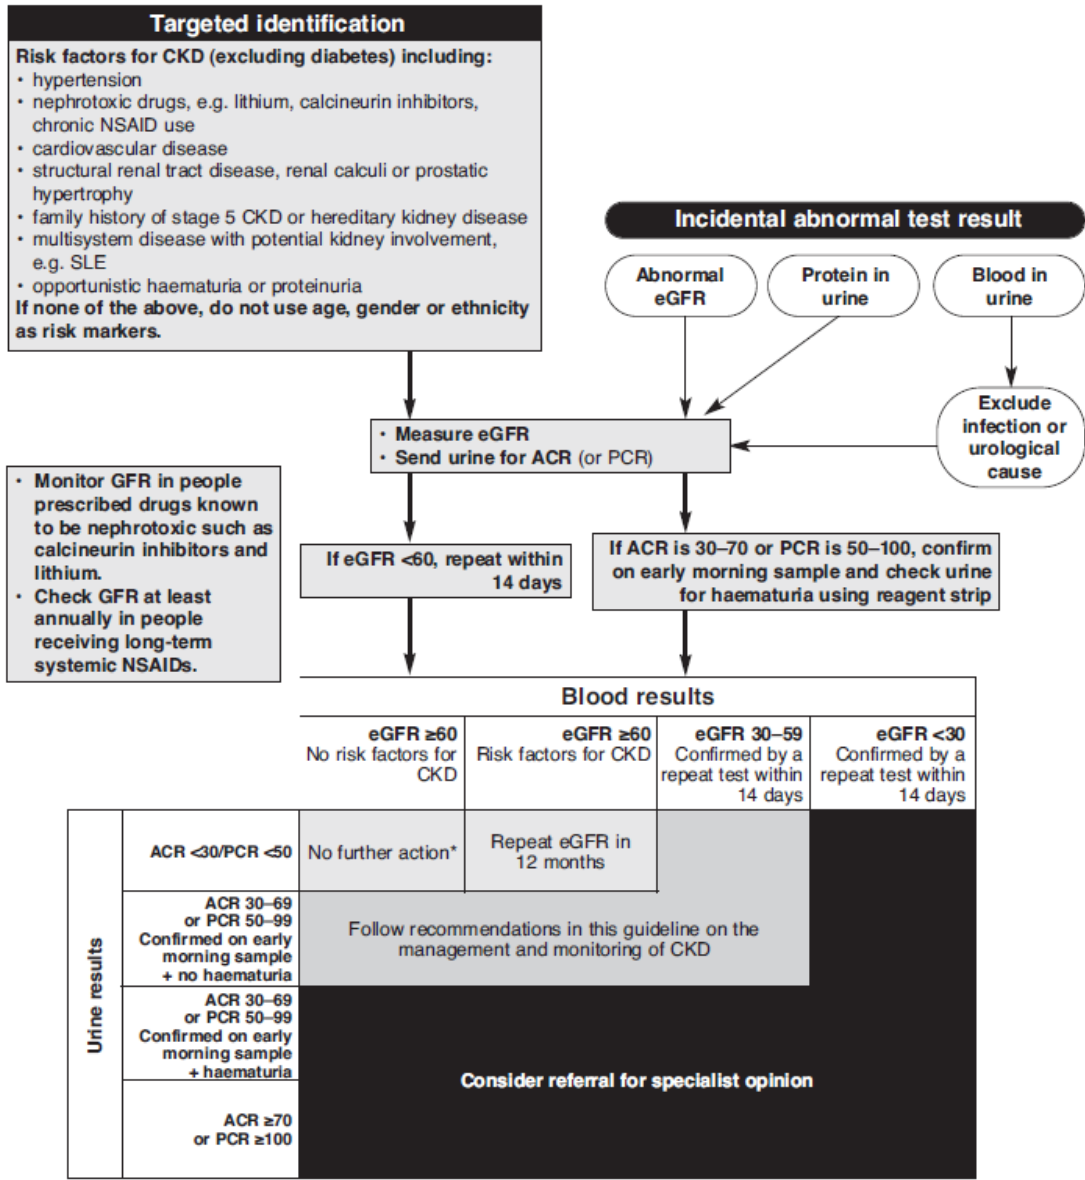 Targeted identification
Risk factors for CKD (excluding diabetes) including:
• hypertension
• nephrotoxic drugs, e.g. lithium, calcineurin inhibitors,
chronic NSAID use
• cardiovascular disease
• structural renal tract disease, renal calculi or prostatic
hypertrophy
• family history of stage 5 CKD or hereditary kidney disease
• multisystem disease with potential kidney involvement,
e.g. SLE
• opportunistic haematuria or proteinuria
If none of the above, do not use age, gender or ethnicity
as risk markers.
Incidental abnormal test result
Abnormal
eGFR
Protein in
urine
Blood in
urine
Exclude
infection or
urological
cause
• Measure eGFR
• Send urine for ACR (or PCR)
• Monitor GFR in people
prescribed drugs known
to be nephrotoxic such as
calcineurin inhibitors and
lithium.
• Check GFR at least
annually in people
receiving long-term
systemic NSAIDs.
If eGFR <60, repeat within
14 days
If ACR is 30–70 or PCR is 50–100, confirm
on early morning sample and check urine
for haematuria using reagent strip
Blood results
eGFR ≥60
No risk factors for
CKD
eGFR ≥60
Risk factors for CKD
eGFR 30–59
Confirmed by a
repeat test within
14 days
eGFR <30
Confirmed by a
repeat test within
14 days
Urine results
ACR <30/PCR <50
No further action*
Repeat eGFR in
12 months
ACR 30–69
or PCR 50–99
Confirmed on early
morning sample
+ no haematuria
Follow recommendations in this guideline on the
management and monitoring of CKD
ACR 30–69
or PCR 50–99
Confirmed on early
morning sample
+ haematuria
Consider referral for specialist opinion
ACR ≥70
or PCR ≥100